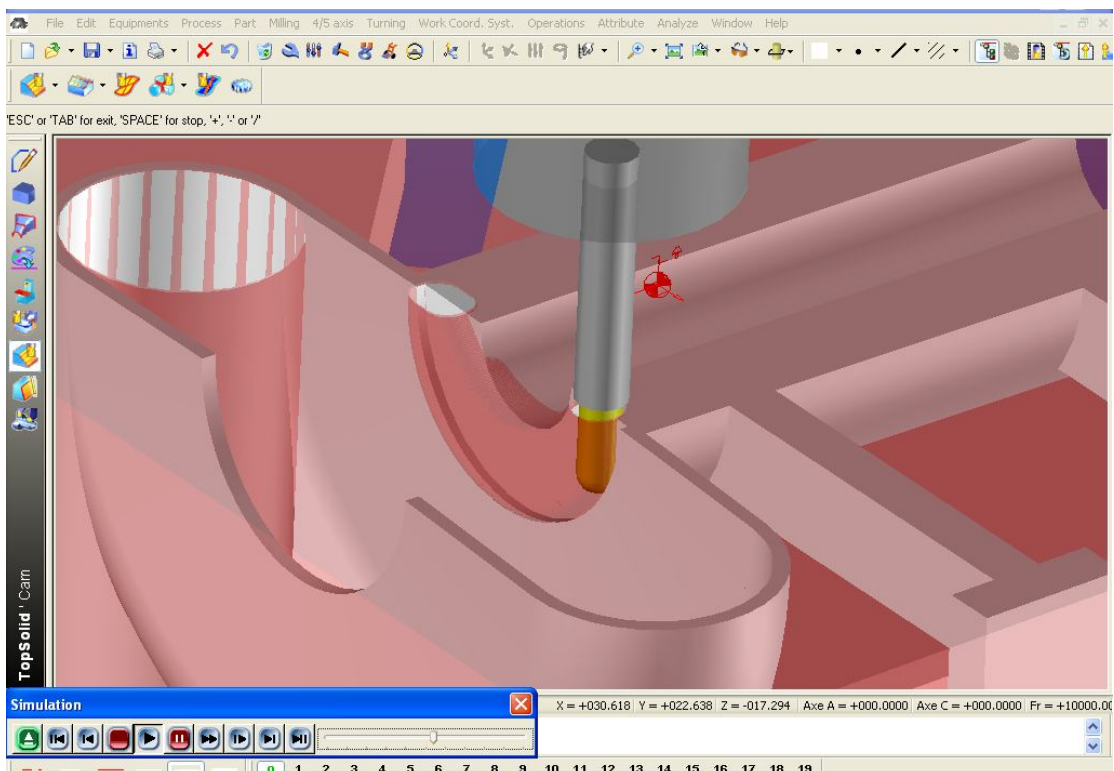 File Edit Equipments Process Part Milling 4/5 axis Turning Work Coord. Syst. Operations Attribute Analyze Window Help
'ESC' or 'TAB' for exit, 'SPACE' for stop, '+', '-' or '/'
TopSolid'Cam
Simulation
X = +030.618 Y = +022.638 Z = -017.294 Axe A = +000.0000 Axe C = +000.0000 Fr = +10000.00
0 1 2 3 4 5 6 7 8 9 10 11 12 13 14 15 16 17 18 19